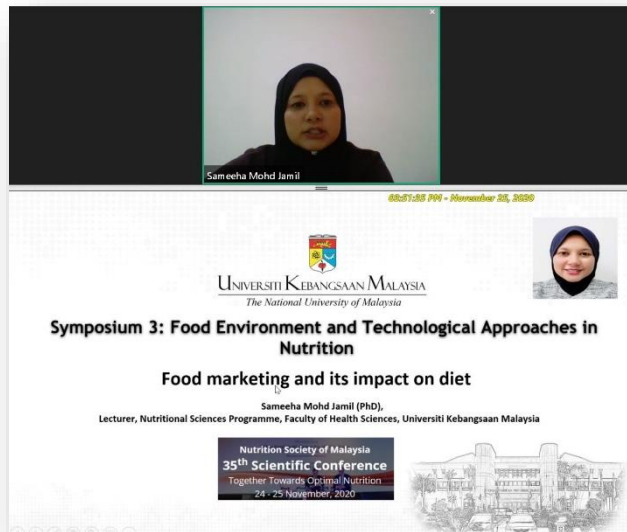 Sameeha Mohd Jamil
02:51:25 PM - November 25, 2020
UNIVERSITI KEBANGSAAN MALAYSIA
The National University of Malaysia
Symposium 3: Food Environment and Technological Approaches in
Nutrition
Food marketing and its impact on diet
Sameeha Mohd Jamil (PhD),
Lecturer, Nutritional Sciences Programme, Faculty of Health Sciences, Universiti Kebangsaan Malaysia
Nutrition Society of Malaysia
35th Scientific Conference
Together Towards Optimal Nutrition
24 - 25 November, 2020